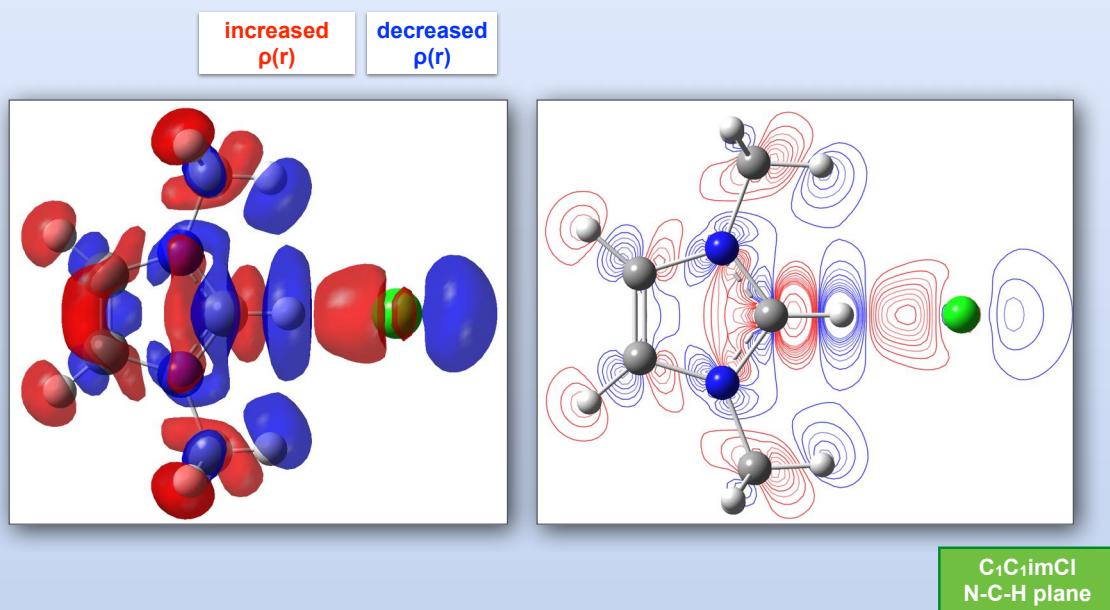 increased
ρ(r)
decreased
ρ(r)
C₁C₁imCl
N-C-H plane